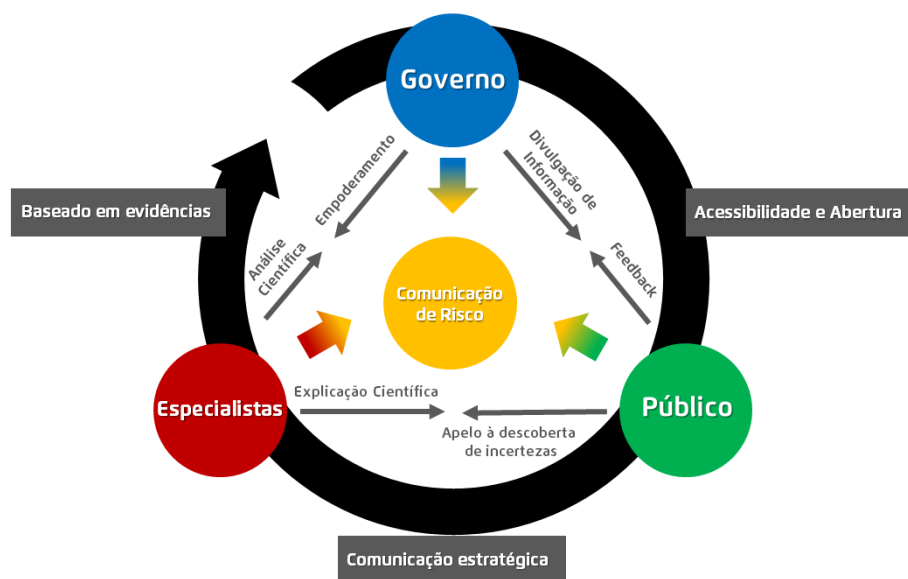 Governo
Empoderamento
Divulgação de
Informação
Baseado em evidências
Acessibilidade e Abertura
Análise
Científica
Feedback
Comunicação
de Risco
Especialistas
Explicação Científica
Público
Apelo à descoberta
de incertezas
Comunicação estratégica